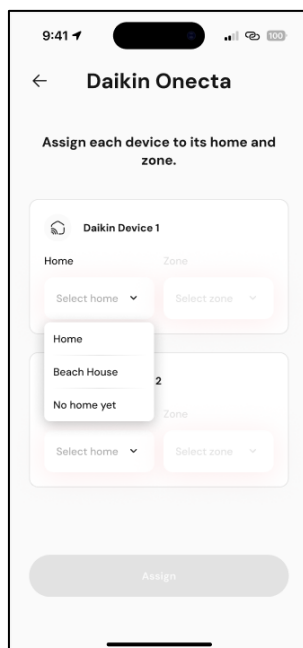 9:41
100
Daikin Onecta
Assign each device to its home and
zone.
Daikin Device 1
Home
Zone
Select home
Select zone
Home
Beach House
No home yet
2
Zone
Select home
Select zone
Assign